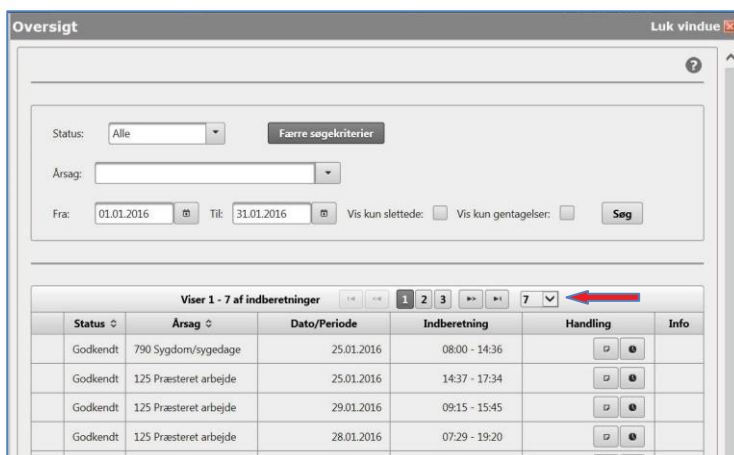 Oversigt Luk vindue
Status: Alle Færre søgekriterier
Årsag:
Fra: 01.01.2016 Til: 31.01.2016 Vis kun slettede: Vis kun gentagelser: Søg
Viser 1 - 7 af indberetninger 1 2 3 7
Status Årsag Dato/Periode Indberetning Handling Info
Godkendt 790 Sygdom/sygedage 25.01.2016 08:00 - 14:36
Godkendt 125 Præsteret arbejde 25.01.2016 14:37 - 17:34
Godkendt 125 Præsteret arbejde 29.01.2016 09:15 - 15:45
Godkendt 125 Præsteret arbejde 28.01.2016 07:29 - 19:20